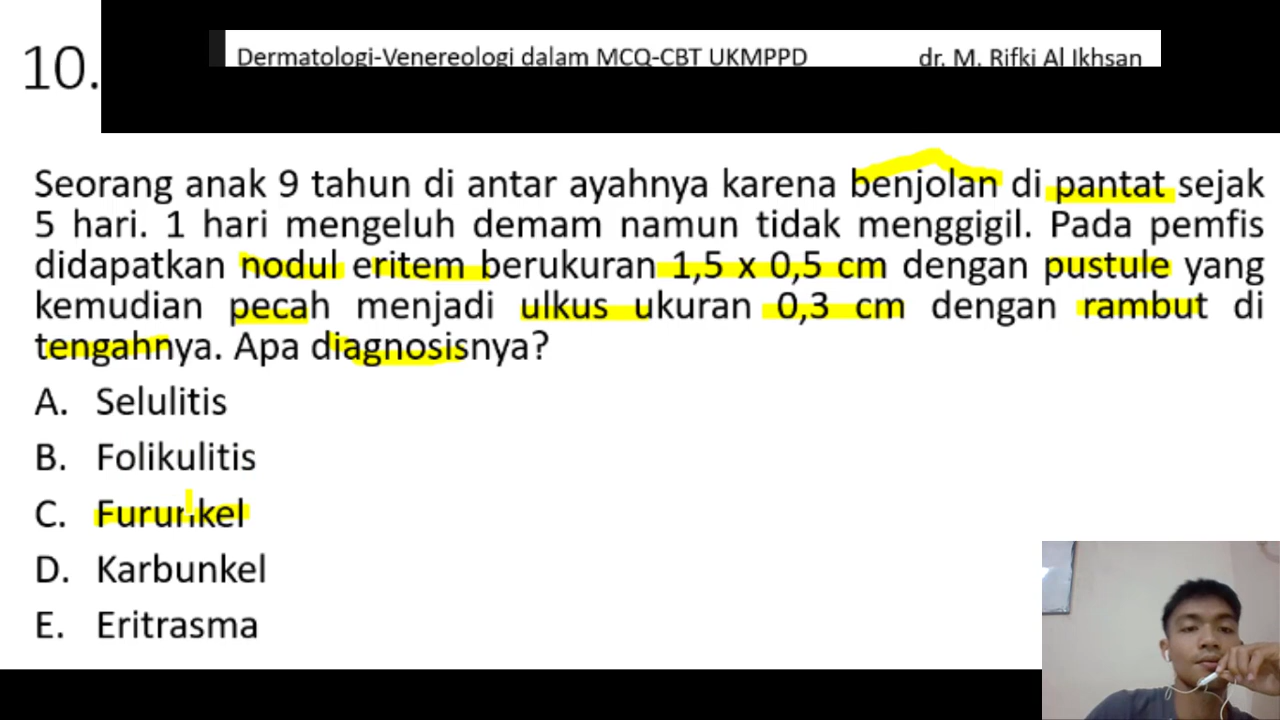 10.
Dermatologi-Venereologi dalam MCQ-CBT UKMPPD dr. M. Rifki Al Ikhsan
Seorang anak 9 tahun di antar ayahnya karena benjolan di pantat sejak
5 hari. 1 hari mengeluh demam namun tidak menggigil. Pada pemfis
didapatkan nodul eritem berukuran 1,5 x 0,5 cm dengan pustule yang
kemudian pecah menjadi ulkus ukuran 0,3 cm dengan rambut di
tengahnya. Apa diagnosisnya?
A. Selulitis
B. Folikulitis
C. Furunkel
D. Karbunkel
E. Eritrasma